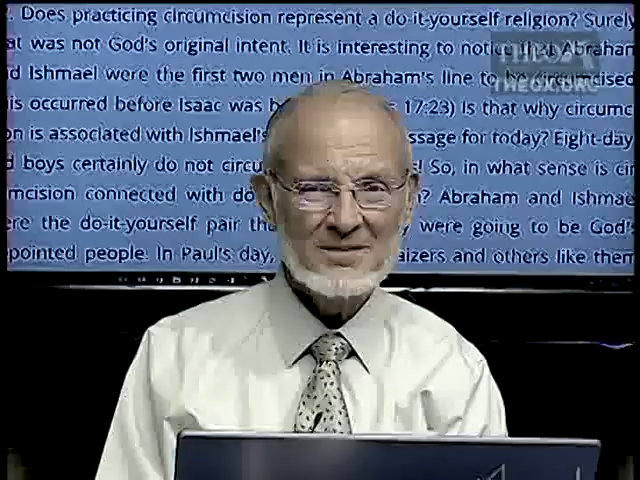 . Does practicing circumcision represent a do-it-yourself religion? Surely
at was not God's original intent. It is interesting to notice that Abraham
d Ishmael were the first two men in Abraham's line to be circumcised
is occurred before Isaac was b 17:23) Is that why circumc
on is associated with Ishmael's ssage for today? Eight-day
d boys certainly do not circu ! So, in what sense is cir
mcision connected with do ? Abraham and Ishmae
ere the do-it-yourself pair tha were going to be God's
pointed people. In Paul's day, aizers and others like them
THEGX.ORG